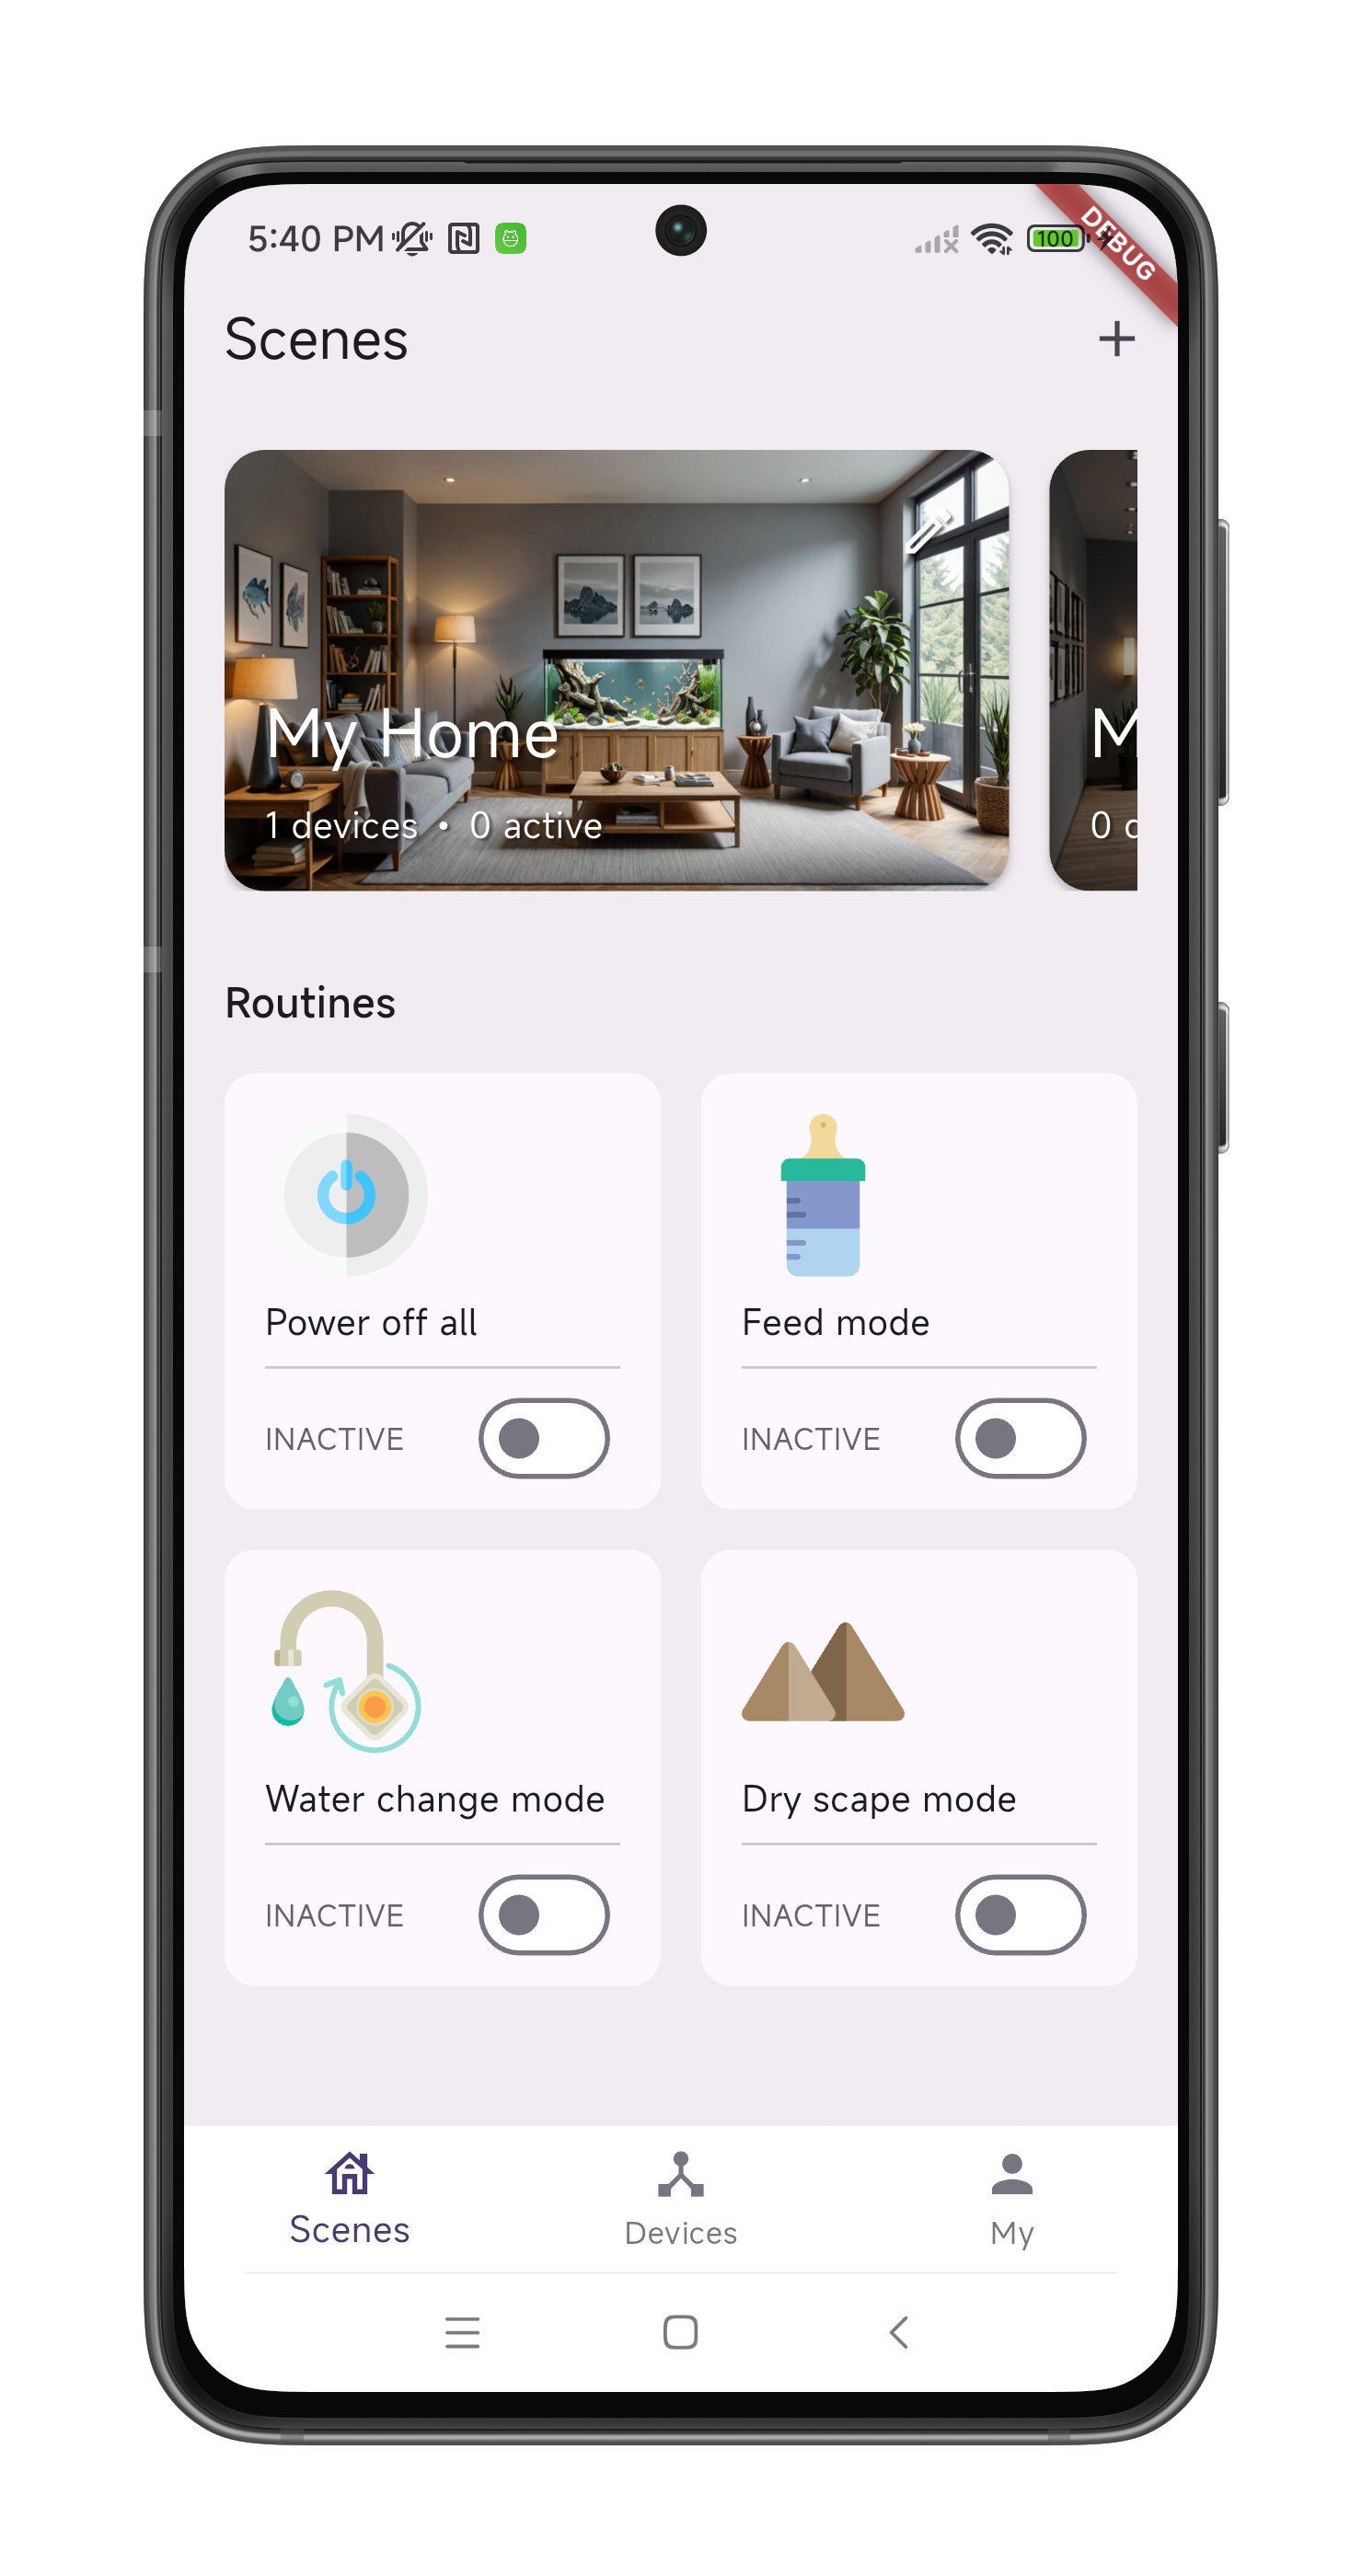 5:40 PM
100
DEBUG
Scenes
My Home
M
1 devices • 0 active
0
Routines
Power off all
Feed mode
INACTIVE
INACTIVE
Water change mode
Dry scape mode
INACTIVE
INACTIVE
Scenes
Devices
My